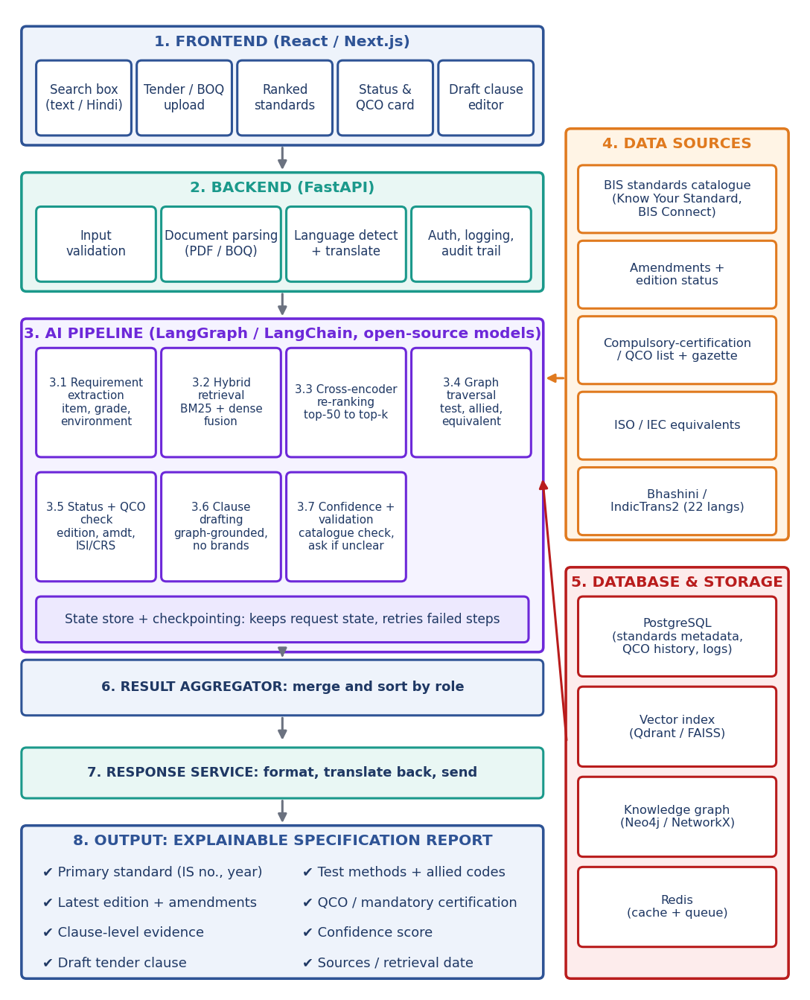 1. FRONTEND (React / Next.js)
Search box
(text / Hindi)
Tender / BOQ
upload
Ranked
standards
Status &
QCO card
Draft clause
editor
2. BACKEND (FastAPI)
Input
validation
Document parsing
(PDF / BOQ)
Language detect
+ translate
Auth, logging,
audit trail
3. AI PIPELINE (LangGraph / LangChain, open-source models)
3.1 Requirement
extraction
item, grade,
environment
3.2 Hybrid
retrieval
BM25 + dense
fusion
3.3 Cross-encoder
re-ranking
top-50 to top-k
3.4 Graph
traversal
test, allied,
equivalent
3.5 Status + QCO
check
edition, amdt,
ISI/CRS
3.6 Clause
drafting
graph-grounded,
no brands
3.7 Confidence +
validation
catalogue check,
ask if unclear
State store + checkpointing: keeps request state, retries failed steps
4. DATA SOURCES
BIS standards catalogue
(Know Your Standard,
BIS Connect)
Amendments +
edition status
Compulsory-certification
/ QCO list + gazette
ISO / IEC equivalents
Bhashini /
IndicTrans2 (22 langs)
5. DATABASE & STORAGE
PostgreSQL
(standards metadata,
QCO history, logs)
Vector index
(Qdrant / FAISS)
Knowledge graph
(Neo4j / NetworkX)
Redis
(cache + queue)
6. RESULT AGGREGATOR: merge and sort by role
7. RESPONSE SERVICE: format, translate back, send
8. OUTPUT: EXPLAINABLE SPECIFICATION REPORT
✔ Primary standard (IS no., year)
✔ Latest edition + amendments
✔ Clause-level evidence
✔ Draft tender clause
✔ Test methods + allied codes
✔ QCO / mandatory certification
✔ Confidence score
✔ Sources / retrieval date